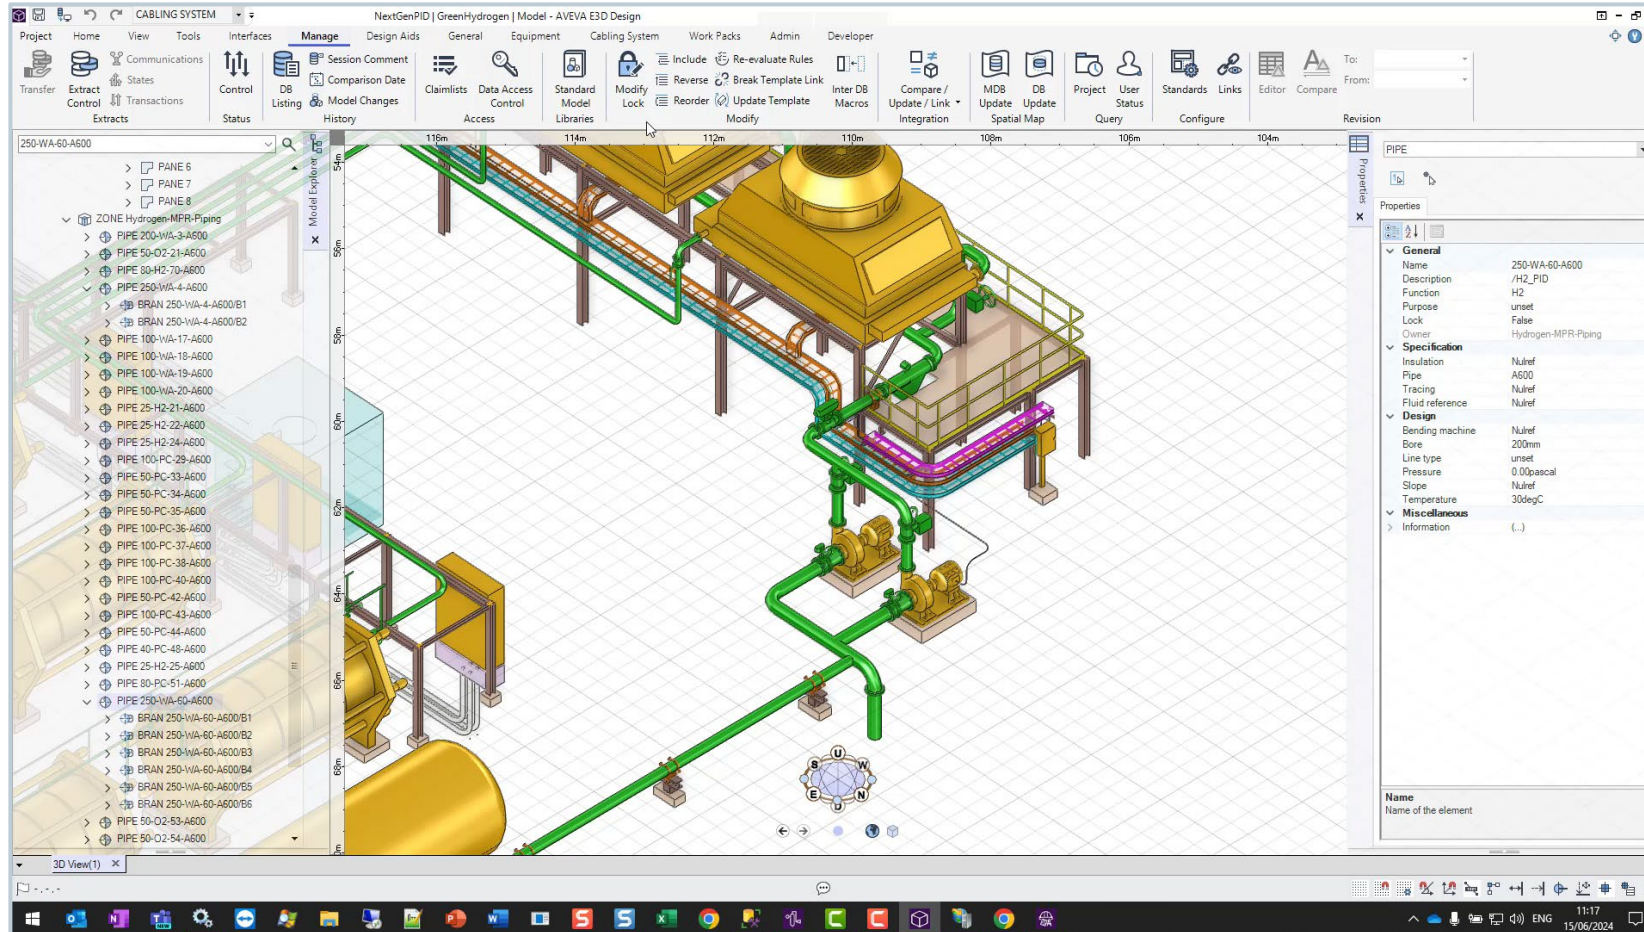 CABLING SYSTEM
NextGenPID | GreenHydrogen | Model - AVEVA E3D Design
Project Home View Tools Interfaces Manage Design Aids General Equipment Cabling System Work Packs Admin Developer
Transfer
Extract Control
Communications
States
Transactions
Extracts
Control
Status
DB Listing
Session Comment
Comparison Date
Model Changes
History
Claimlists
Data Access Control
Access
Standard Model
Libraries
Modify Lock
Include
Reverse
Reorder
Re-evaluate Rules
Break Template Link
Update Template
Inter DB Macros
Modify
Compare / Update / Link
Integration
MDB Update
DB Update
Spatial Map
Project
User Status
Query
Standards
Links
Configure
Editor
Compare
To:
From:
Revision
250-WA-60-A600
PANE 6
PANE 7
PANE 8
ZONE Hydrogen-MPR-Piping
PIPE 200-WA-3-A600
PIPE 50-O2-21-A600
PIPE 80-H2-70-A600
PIPE 250-WA-4-A600
BRAN 250-WA-4-A600/B1
BRAN 250-WA-4-A600/B2
PIPE 100-WA-17-A600
PIPE 100-WA-18-A600
PIPE 100-WA-19-A600
PIPE 100-WA-20-A600
PIPE 25-H2-21-A600
PIPE 25-H2-22-A600
PIPE 25-H2-24-A600
PIPE 100-PC-29-A600
PIPE 50-PC-33-A600
PIPE 50-PC-34-A600
PIPE 50-PC-35-A600
PIPE 100-PC-36-A600
PIPE 100-PC-37-A600
PIPE 100-PC-38-A600
PIPE 100-PC-40-A600
PIPE 50-PC-42-A600
PIPE 100-PC-43-A600
PIPE 50-PC-44-A600
PIPE 40-PC-48-A600
PIPE 25-H2-25-A600
PIPE 80-PC-51-A600
PIPE 250-WA-60-A600
BRAN 250-WA-60-A600/B1
BRAN 250-WA-60-A600/B2
BRAN 250-WA-60-A600/B3
BRAN 250-WA-60-A600/B4
BRAN 250-WA-60-A600/B5
BRAN 250-WA-60-A600/B6
PIPE 50-O2-53-A600
PIPE 50-O2-54-A600
Model Explorer
116m 114m 112m 110m 108m 106m 104m
54m
56m
58m
60m
62m
64m
66m
68m
U
S W
E N
D
Properties
PIPE
Properties
General
Name 250-WA-60-A600
Description /H2_PID
Function H2
Purpose unset
Lock False
Owner Hydrogen-MPR-Piping
Specification
Insulation Nulref
Pipe A600
Tracing Nulref
Fluid reference Nulref
Design
Bending machine Nulref
Bore 200mm
Line type unset
Pressure 0.00pascal
Slope Nulref
Temperature 30degC
Miscellaneous
Information (...)
Name
Name of the element
3D View(1)
ENG
11:17
15/06/2024